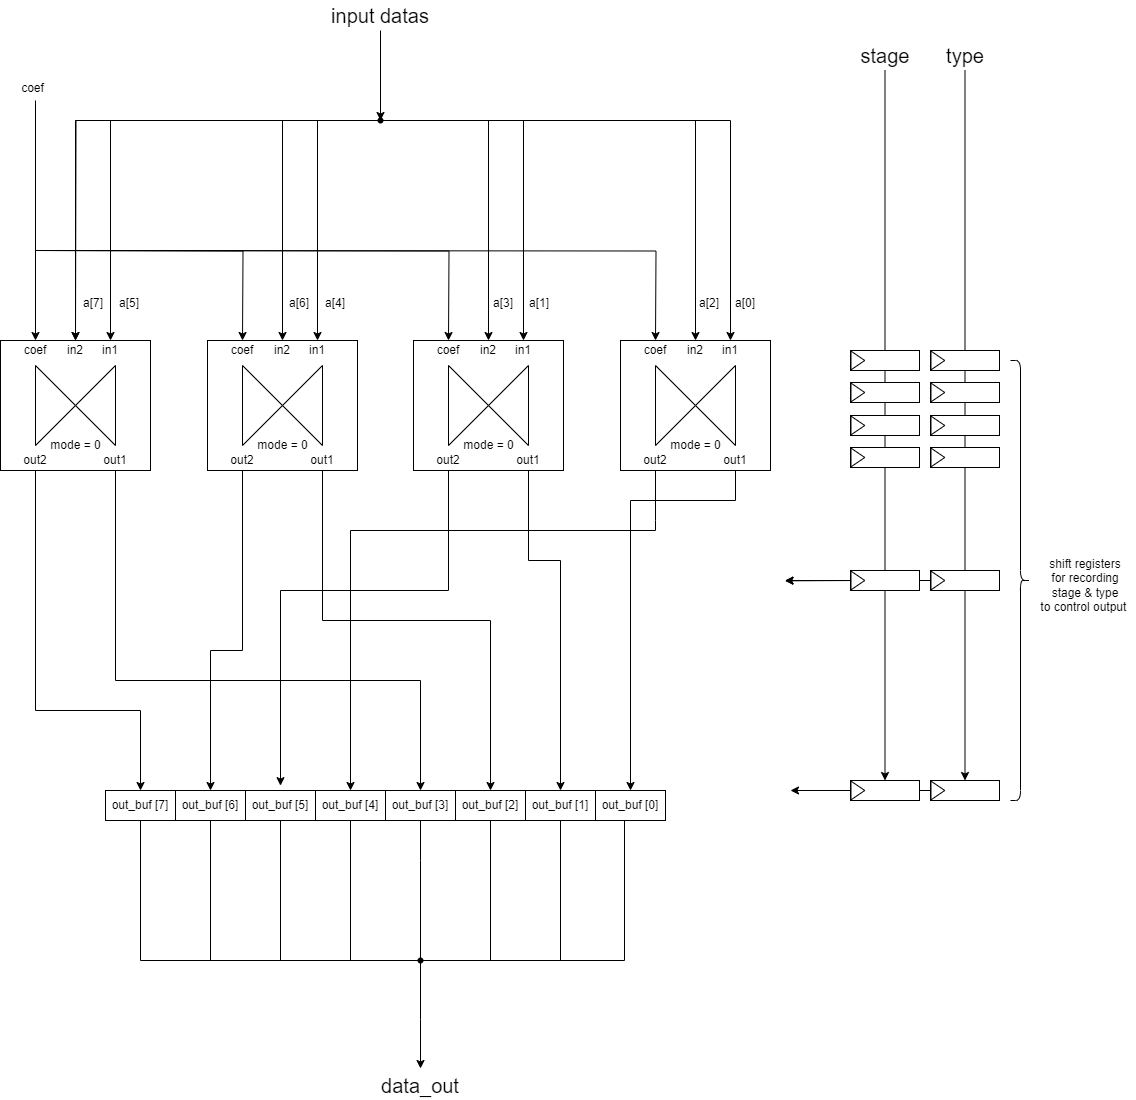 input datas
stage type
coef
a[7] a[5] a[6] a[4] a[3] a[1] a[2] a[0]
coef in2 in1 coef in2 in1 coef in2 in1 coef in2 in1
mode = 0 mode = 0 mode = 0 mode = 0
out2 out1 out2 out1 out2 out1 out2 out1
shift registers
for recording
stage & type
to control output
out_buf [7] out_buf [6] out_buf [5] out_buf [4] out_buf [3] out_buf [2] out_buf [1] out_buf [0]
data_out